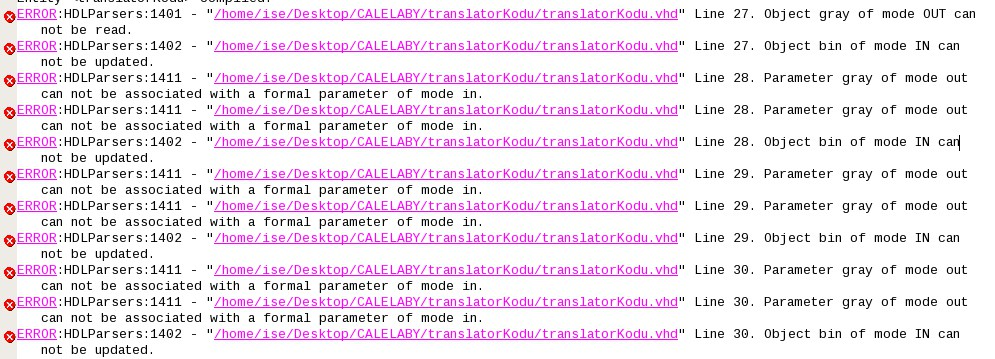 ERROR:HDLParsers:1401 - "/home/ise/Desktop/CALELABY/translatorKodu/translatorKodu.vhd" Line 27. Object gray of mode OUT can
not be read.
ERROR:HDLParsers:1402 - "/home/ise/Desktop/CALELABY/translatorKodu/translatorKodu.vhd" Line 27. Object bin of mode IN can
not be updated.
ERROR:HDLParsers:1411 - "/home/ise/Desktop/CALELABY/translatorKodu/translatorKodu.vhd" Line 28. Parameter gray of mode out
can not be associated with a formal parameter of mode in.
ERROR:HDLParsers:1411 - "/home/ise/Desktop/CALELABY/translatorKodu/translatorKodu.vhd" Line 28. Parameter gray of mode out
can not be associated with a formal parameter of mode in.
ERROR:HDLParsers:1402 - "/home/ise/Desktop/CALELABY/translatorKodu/translatorKodu.vhd" Line 28. Object bin of mode IN can
not be updated.
ERROR:HDLParsers:1411 - "/home/ise/Desktop/CALELABY/translatorKodu/translatorKodu.vhd" Line 29. Parameter gray of mode out
can not be associated with a formal parameter of mode in.
ERROR:HDLParsers:1411 - "/home/ise/Desktop/CALELABY/translatorKodu/translatorKodu.vhd" Line 29. Parameter gray of mode out
can not be associated with a formal parameter of mode in.
ERROR:HDLParsers:1402 - "/home/ise/Desktop/CALELABY/translatorKodu/translatorKodu.vhd" Line 29. Object bin of mode IN can
not be updated.
ERROR:HDLParsers:1411 - "/home/ise/Desktop/CALELABY/translatorKodu/translatorKodu.vhd" Line 30. Parameter gray of mode out
can not be associated with a formal parameter of mode in.
ERROR:HDLParsers:1411 - "/home/ise/Desktop/CALELABY/translatorKodu/translatorKodu.vhd" Line 30. Parameter gray of mode out
can not be associated with a formal parameter of mode in.
ERROR:HDLParsers:1402 - "/home/ise/Desktop/CALELABY/translatorKodu/translatorKodu.vhd" Line 30. Object bin of mode IN can
not be updated.